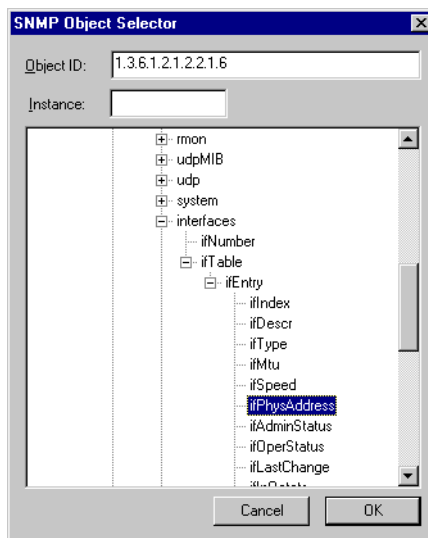 SNMP Object Selector
Object ID: 1.3.6.1.2.1.2.2.1.6
Instance:
rmon
udpMIB
udp
system
interfaces
ifNumber
ifTable
ifEntry
ifIndex
ifDescr
ifType
ifMtu
ifSpeed
ifPhysAddress
ifAdminStatus
ifOperStatus
ifLastChange
Cancel OK